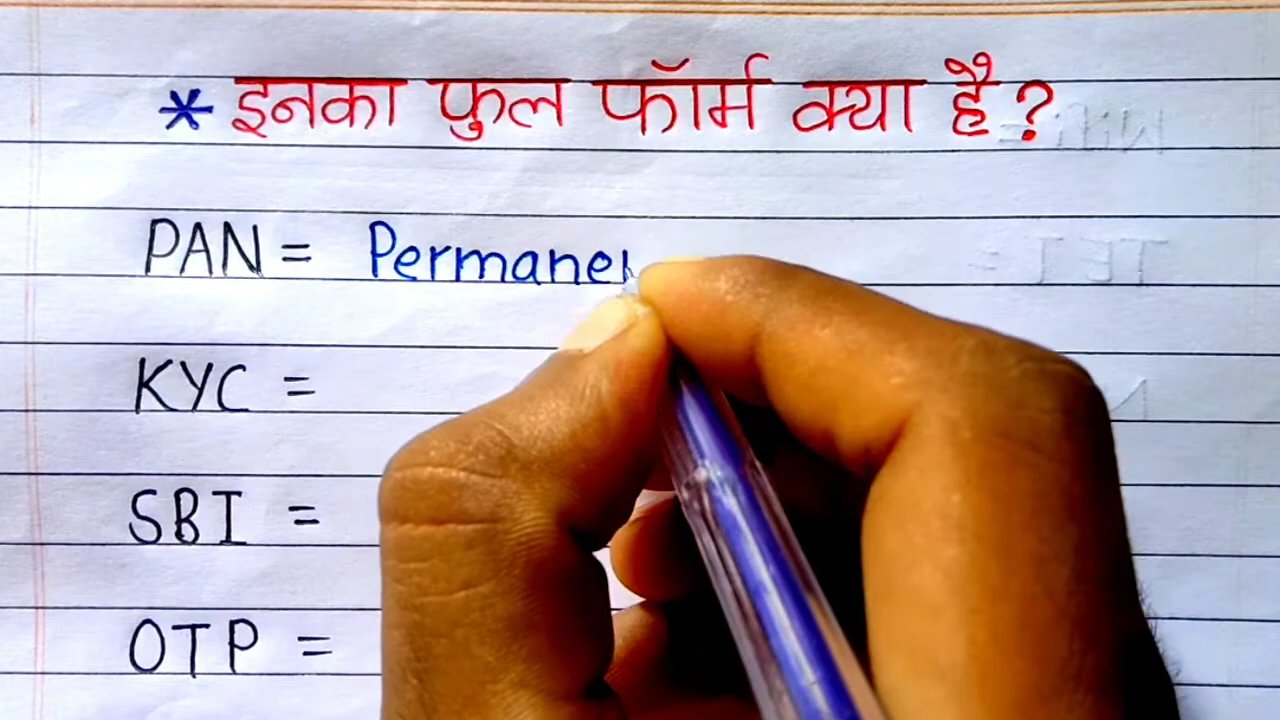 * इनका फुल फॉर्म क्या है?
PAN = Permane
KYC =
SBI =
OTP =